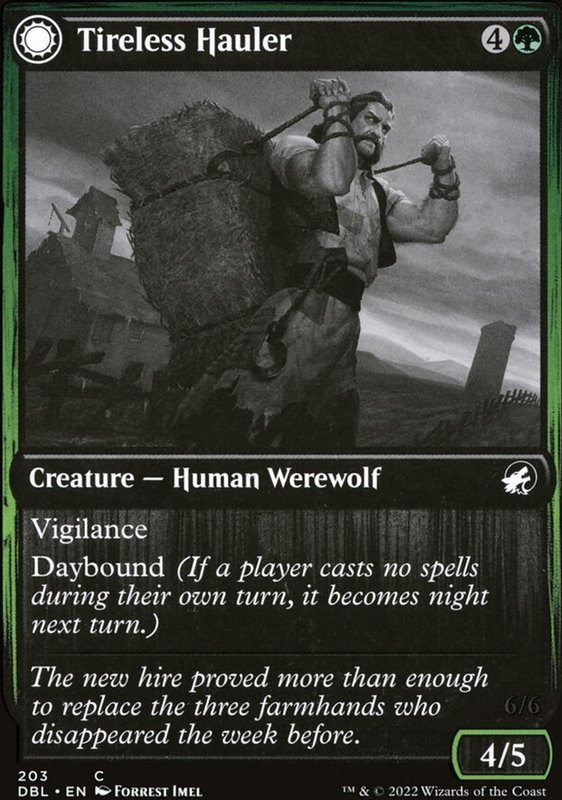 Tireless Hauler
4
Creature — Human Werewolf
Vigilance
Daybound (If a player casts no spells
during their own turn, it becomes night
next turn.)
The new hire proved more than enough
to replace the three farmhands who
disappeared the week before.
6/6
4/5
203 C
DBL • EN Forrest Imel
™ & © 2022 Wizards of the Coast